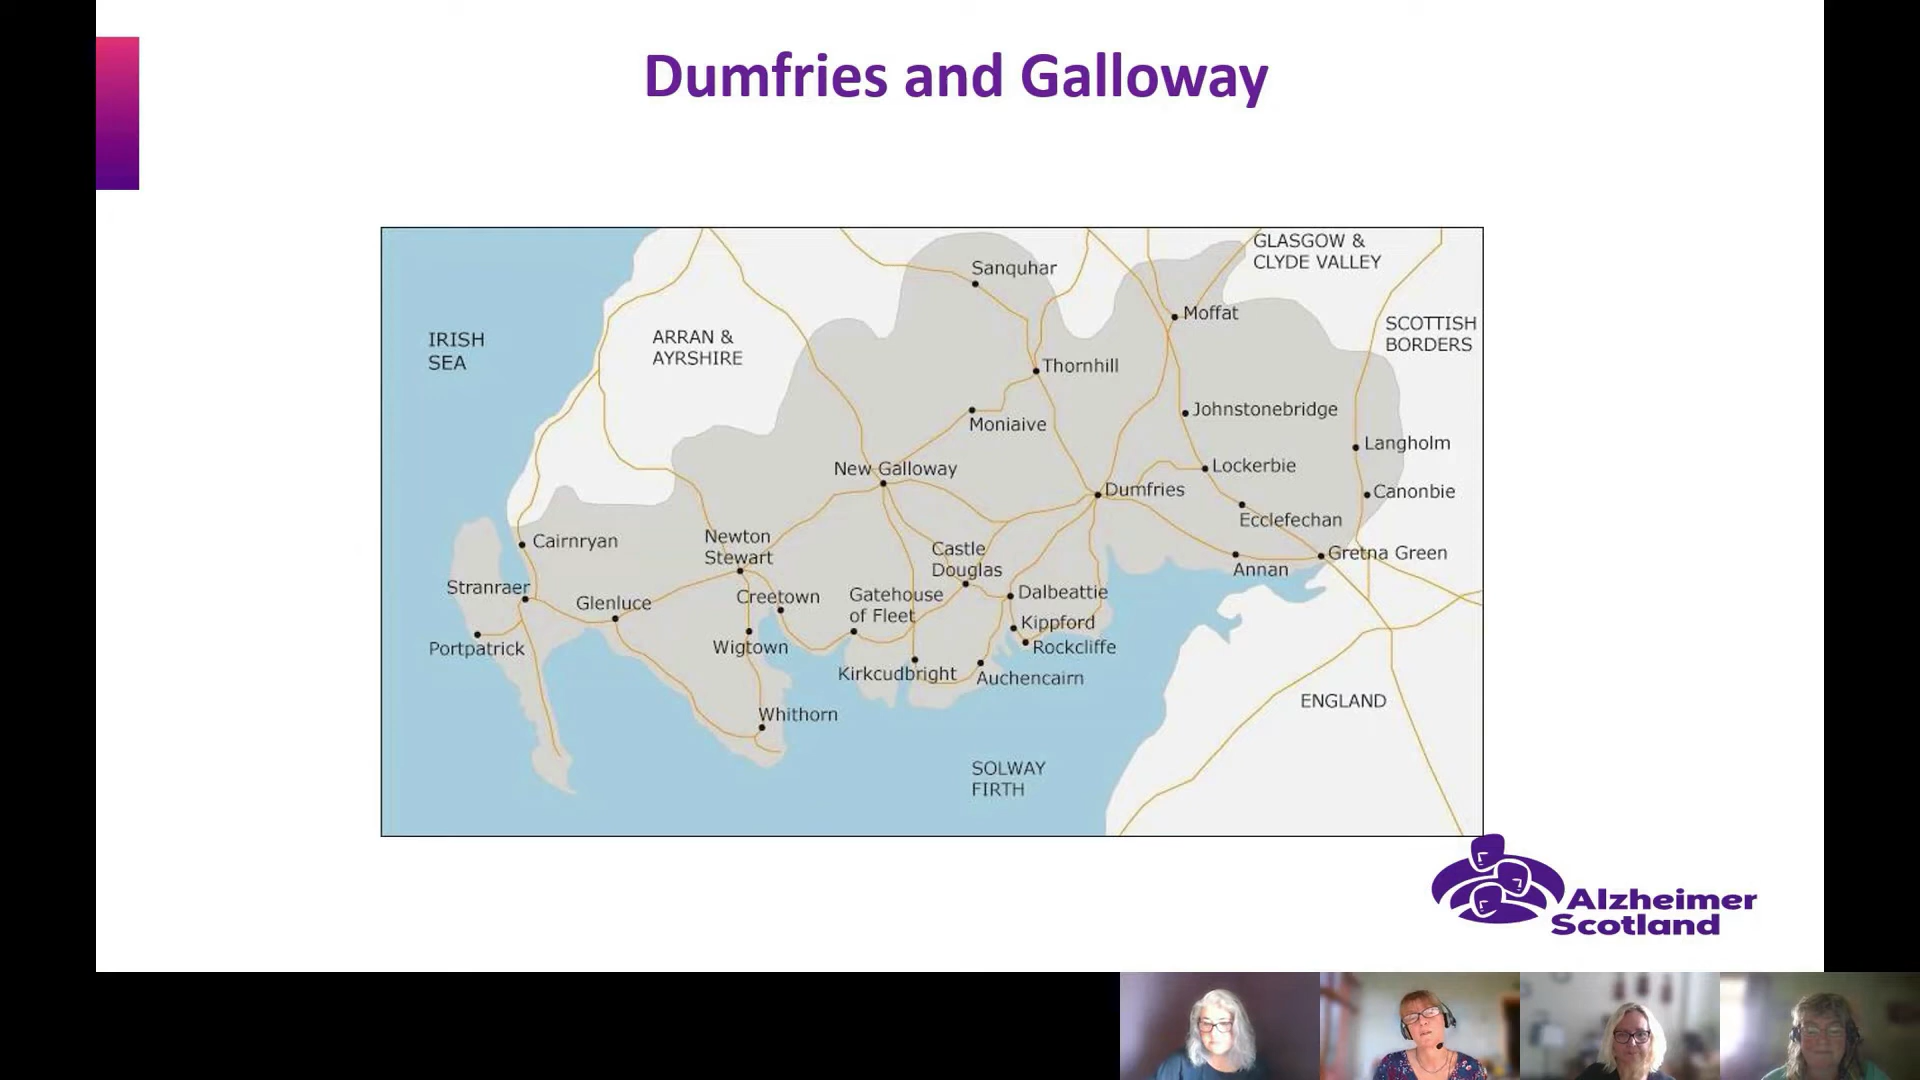 Dumfries and Galloway
GLASGOW &
CLYDE VALLEY
Sanquhar
Moffat
SCOTTISH
BORDERS
IRISH
SEA
ARRAN &
AYRSHIRE
Thornhill
Johnstonebridge
Moniaive
Langholm
New Galloway
Lockerbie
Dumfries
Canonbie
Ecclefechan
Cairnryan
Newton
Stewart
Castle
Douglas
Gretna Green
Annan
Stranraer
Glenluce
Creetown
Gatehouse
of Fleet
Dalbeattie
Kippford
Portpatrick
Wigtown
Rockcliffe
Kirkcudbright
Auchencairn
ENGLAND
Whithorn
SOLWAY
FIRTH
Alzheimer
Scotland